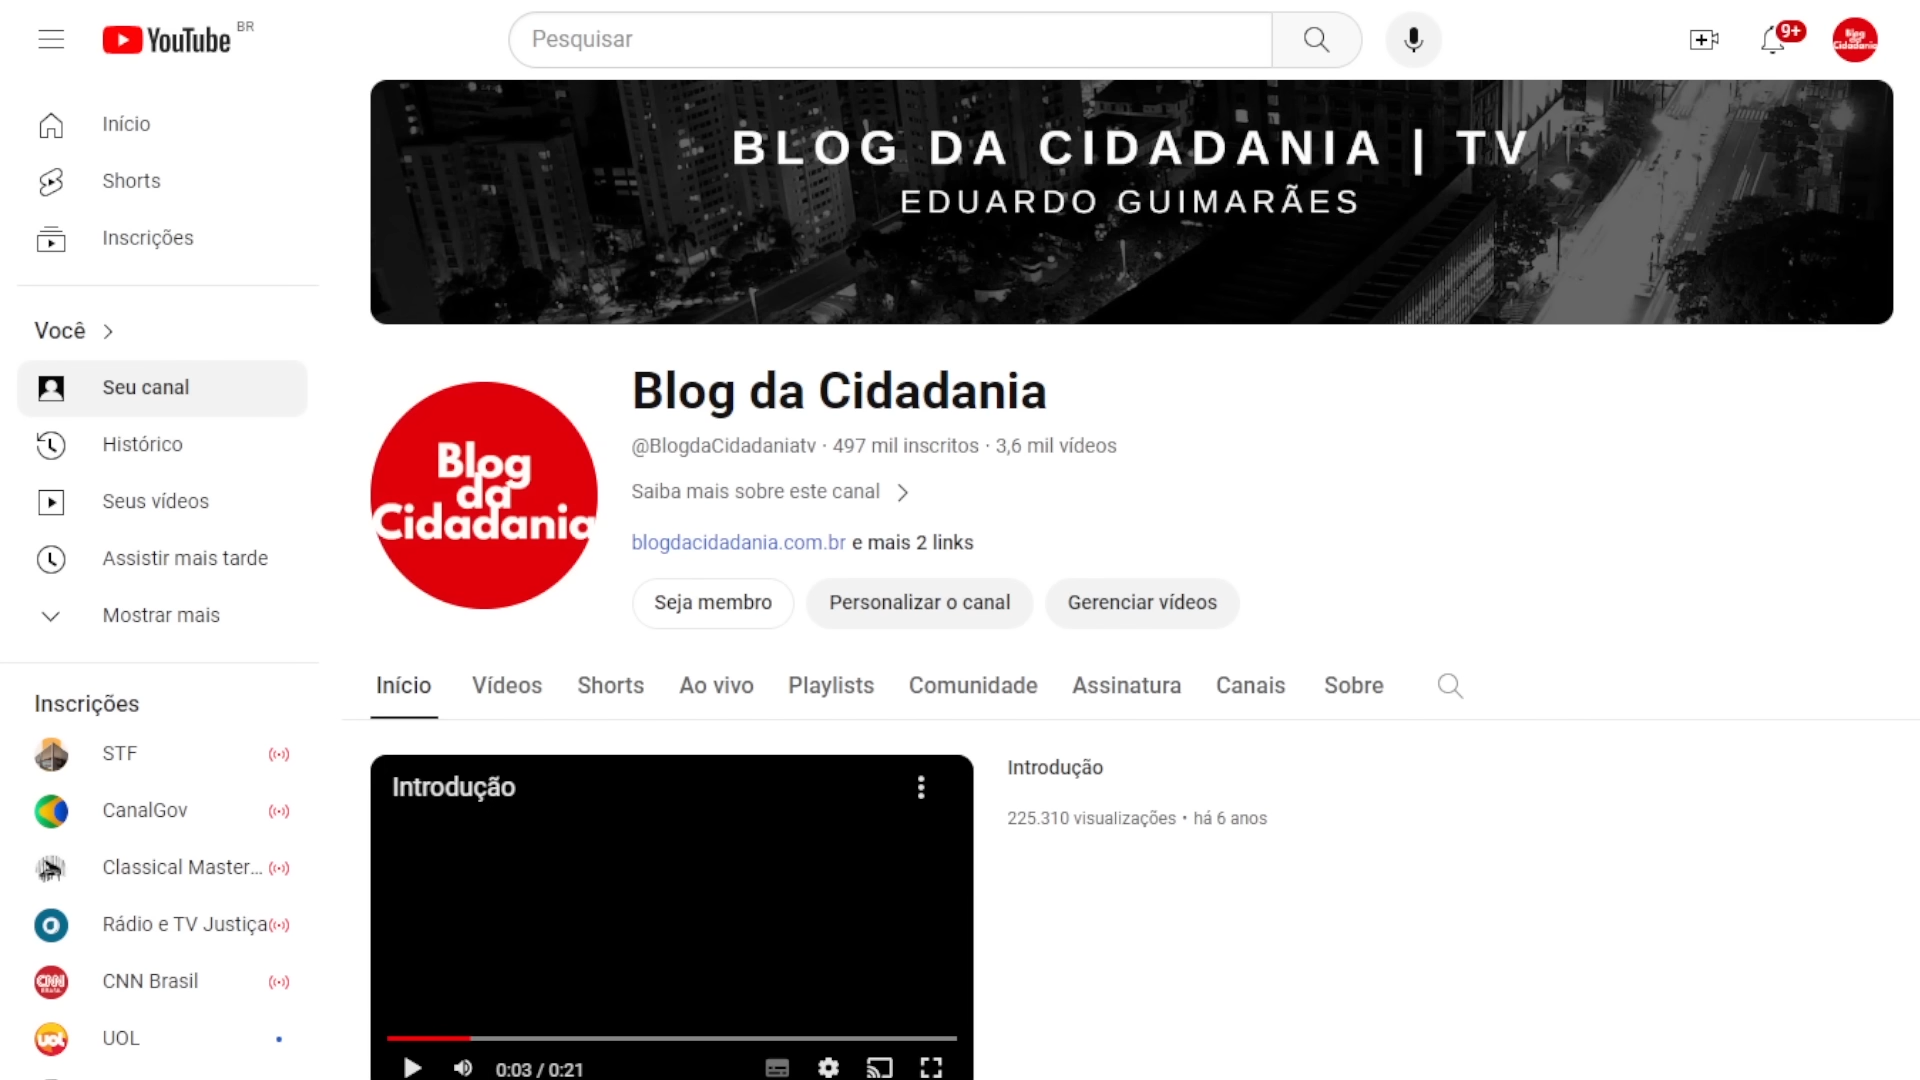 YouTube BR
Pesquisar
9+
Blog
da
Cidadania
Início
Shorts
Inscrições
Você
Seu canal
Histórico
Seus vídeos
Assistir mais tarde
Mostrar mais
Inscrições
STF
CanalGov
Classical Master...
Rádio e TV Justiça
CNN Brasil
UOL
BLOG DA CIDADANIA | TV
EDUARDO GUIMARÃES
Blog
da
Cidadania
Blog da Cidadania
@BlogdaCidadaniatv · 497 mil inscritos · 3,6 mil vídeos
Saiba mais sobre este canal
blogdacidadania.com.br e mais 2 links
Seja membro Personalizar o canal Gerenciar vídeos
Início Vídeos Shorts Ao vivo Playlists Comunidade Assinatura Canais Sobre
Introdução
0:03 / 0:21
Introdução
225.310 visualizações • há 6 anos